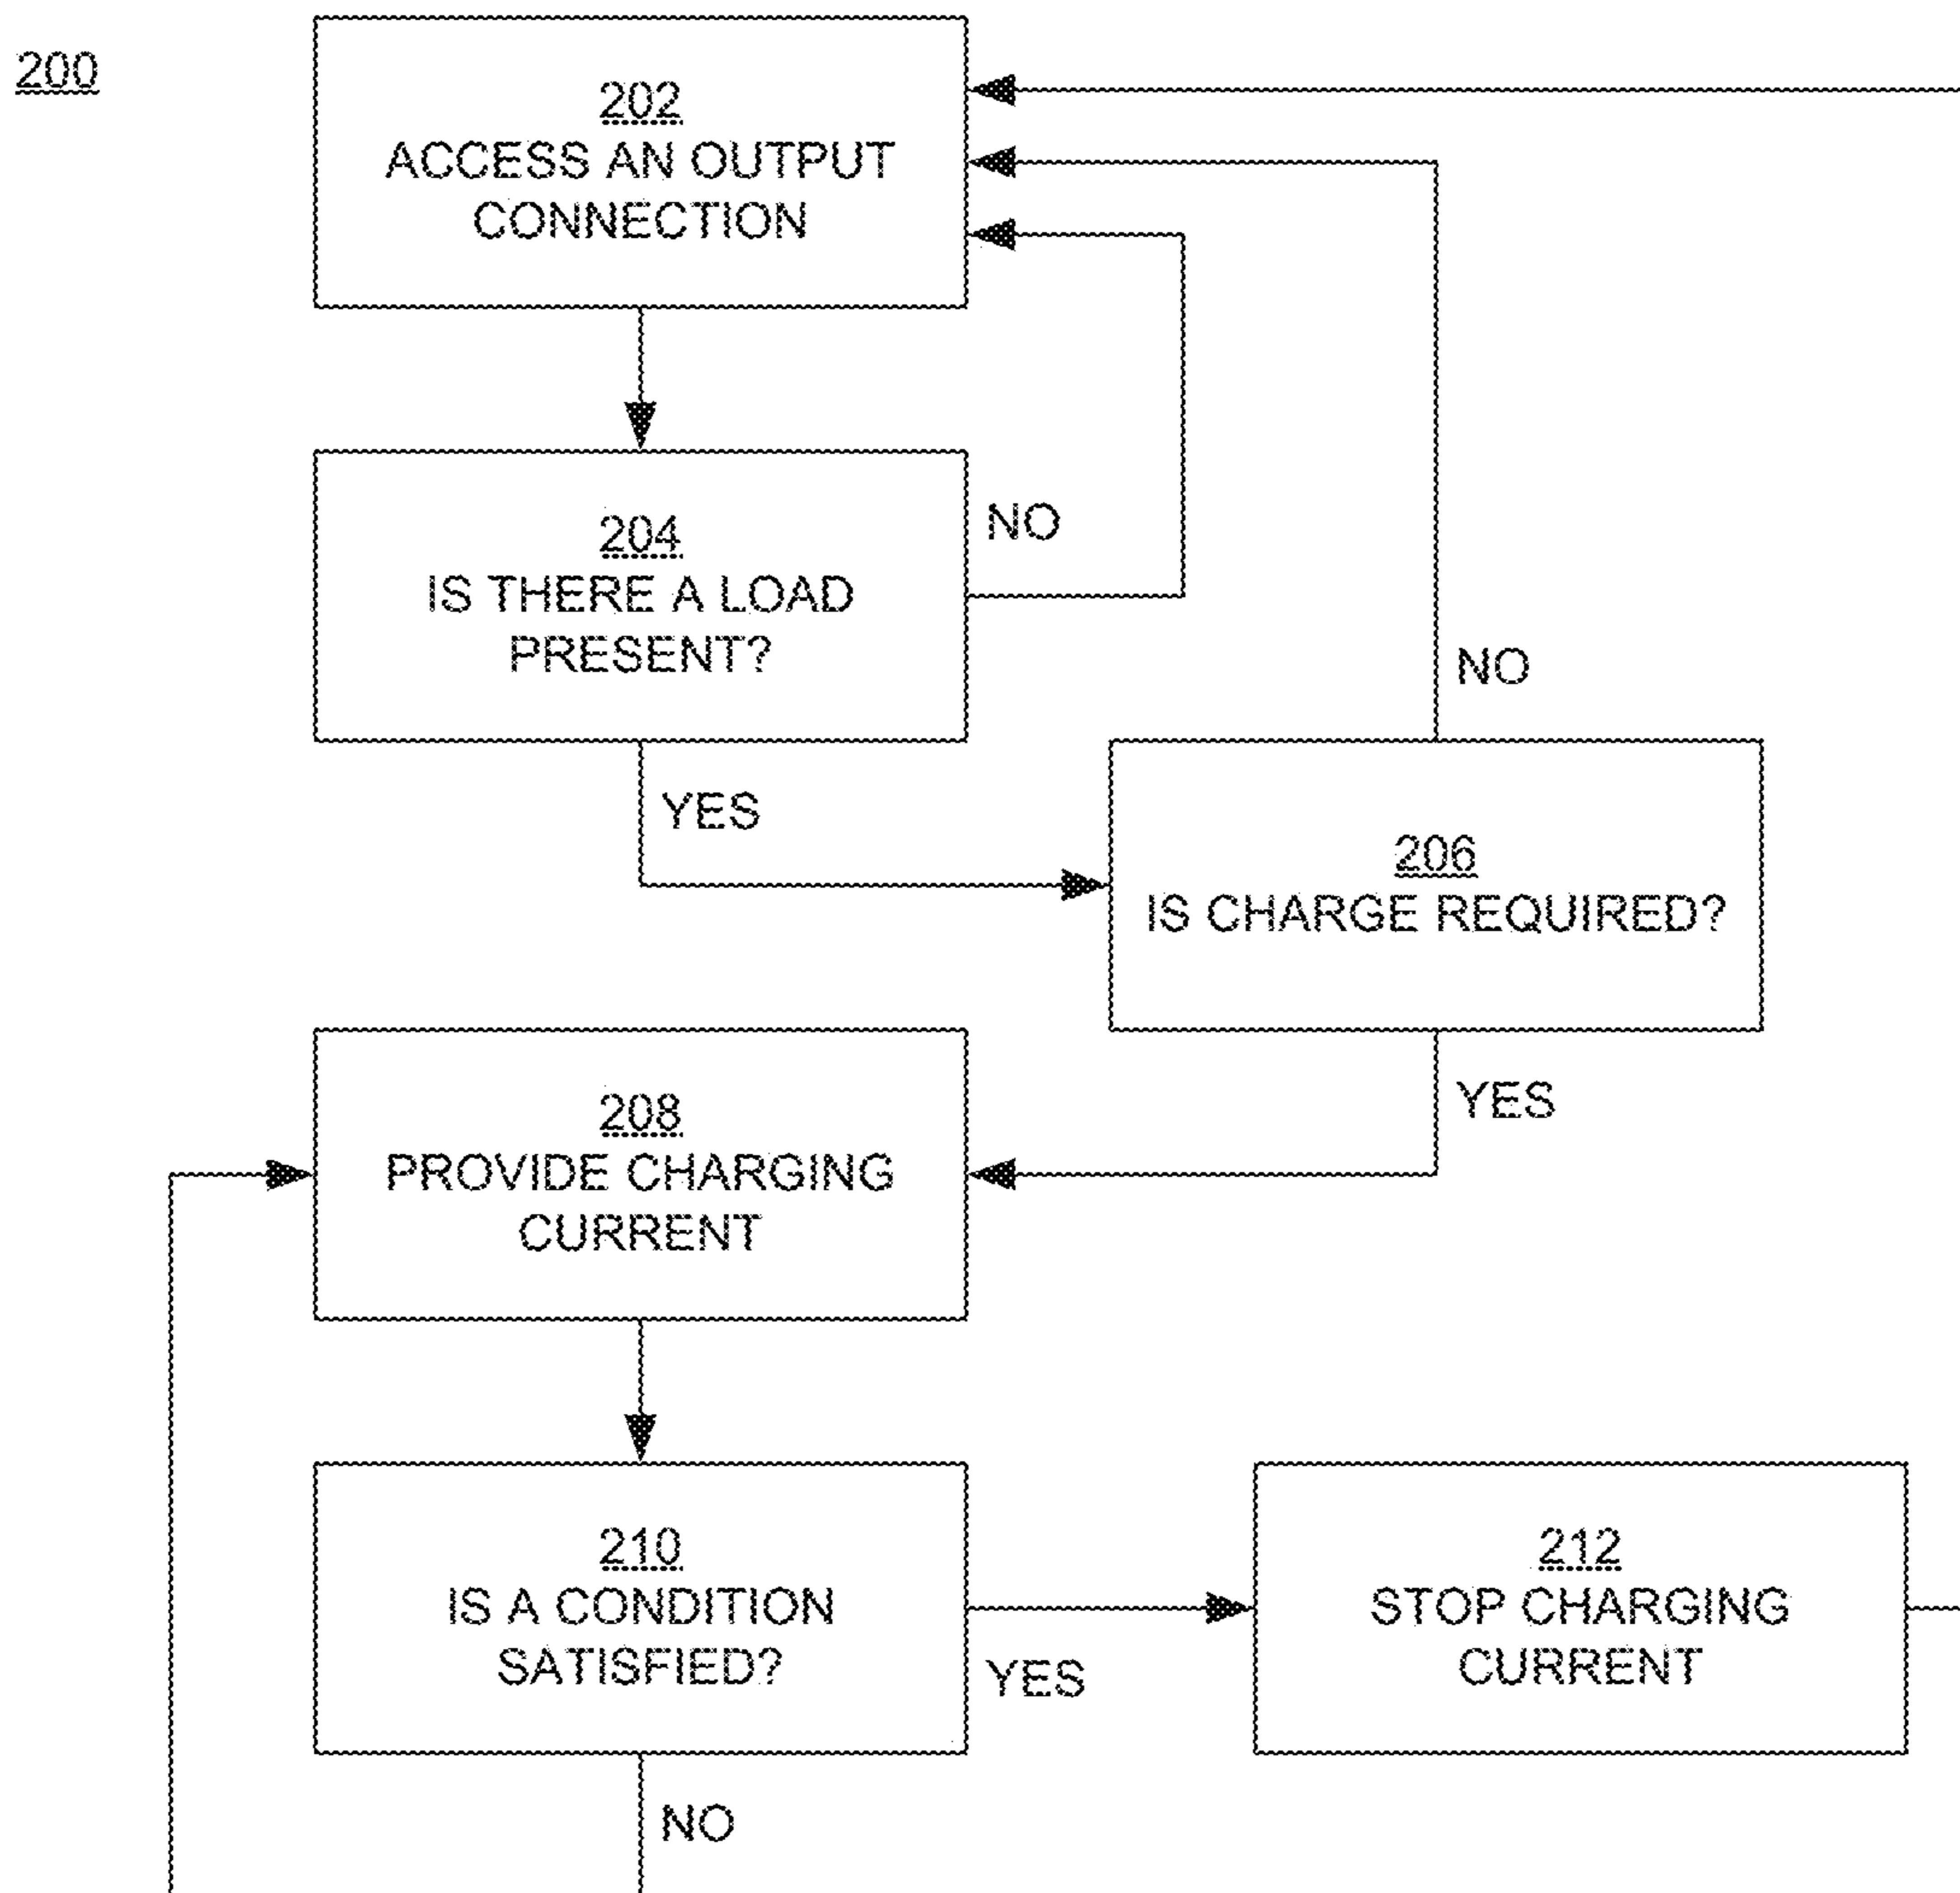 200
202
ACCESS AN OUTPUT
CONNECTION
204
IS THERE A LOAD
PRESENT?
NO
YES
NO
206
IS CHARGE REQUIRED?
YES
208
PROVIDE CHARGING
CURRENT
210
IS A CONDITION
SATISFIED?
YES
212
STOP CHARGING
CURRENT
NO